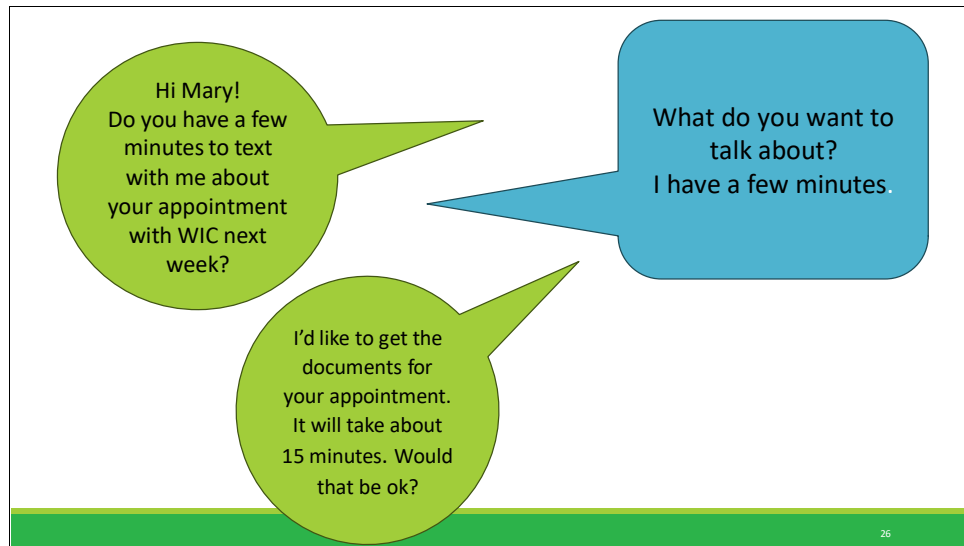 Hi Mary!
Do you have a few
minutes to text
with me about
your appointment
with WIC next
week?
What do you want to
talk about?
I have a few minutes.
I’d like to get the
documents for
your appointment.
It will take about
15 minutes. Would
that be ok?
26